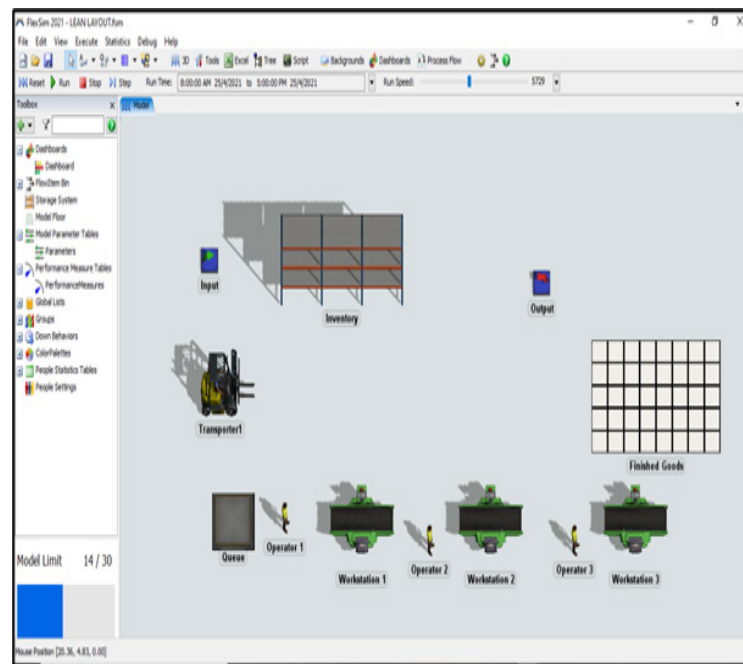 FlexSim 2021 - LEAN LAYOUT.fsm
File Edit View Execute Statistics Debug Help
3D Tools Excel Tree Script Backgrounds Dashboards Process Flow
Reset Run Stop Step Run Time: 8:00:00 AM 25/4/2021 to 5:00:00 PM 25/4/2021 Run Speed: 5729
Toolbox x Model
Dashboards
Dashboard
FlowItem Bin
Storage System
Model Floor
Model Parameter Tables
Parameters
Performance Measure Tables
PerformanceMeasures
Global Lists
Groups
Down Behaviors
ColorPalettes
People Statistics Tables
People Settings
Input
Inventory
Output
Transporter1
Finished Goods
Queue
Operator 1
Workstation 1
Operator 2
Workstation 2
Operator 3
Workstation 3
Model Limit 14 / 30
Mouse Position [20.36, 4.83, 0.00]